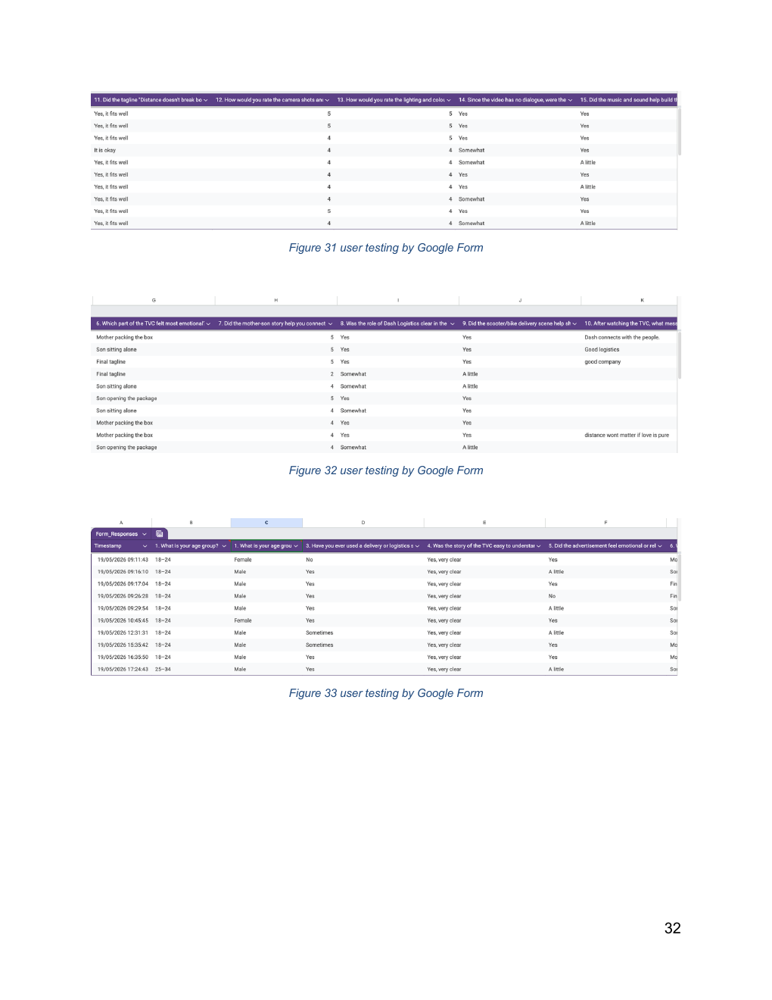 11. Did the tagline "Distance doesn't break bo 12. How would you rate the camera shots and 13. How would you rate the lighting and colou 14. Since the video has no dialogue, were the 15. Did the music and sound help build th
Yes, it fits well 5 5 Yes Yes
Yes, it fits well 5 5 Yes Yes
Yes, it fits well 4 5 Yes Yes
It is okay 4 4 Somewhat Yes
Yes, it fits well 4 4 Somewhat A little
Yes, it fits well 4 4 Yes Yes
Yes, it fits well 4 4 Yes A little
Yes, it fits well 4 4 Somewhat Yes
Yes, it fits well 5 4 Yes Yes
Yes, it fits well 4 4 Somewhat A little
Figure 31 user testing by Google Form
G H I J K
6. Which part of the TVC felt most emotional? 7. Did the mother-son story help you connect 8. Was the role of Dash Logistics clear in the 9. Did the scooter/bike delivery scene help sh 10. After watching the TVC, what mess
Mother packing the box 5 Yes Yes Dash connects with the people.
Son sitting alone 5 Yes Yes Good logistics
Final tagline 5 Yes Yes good company
Final tagline 2 Somewhat A little
Son sitting alone 4 Somewhat A little
Son opening the package 5 Yes Yes
Son sitting alone 4 Somewhat Yes
Mother packing the box 4 Yes Yes
Mother packing the box 4 Yes Yes distance wont matter if love is pure
Son opening the package 4 Somewhat A little
Figure 32 user testing by Google Form
A B C D E F
Form_Responses
Timestamp 1. What is your age group? 1. What is your age grou 3. Have you ever used a delivery or logistics s 4. Was the story of the TVC easy to understar 5. Did the advertisement feel emotional or rel 6. W
19/05/2026 09:11:43 18–24 Female No Yes, very clear Yes Mo
19/05/2026 09:16:10 18–24 Male Yes Yes, very clear A little Son
19/05/2026 09:17:04 18–24 Male Yes Yes, very clear Yes Fin
19/05/2026 09:26:28 18–24 Male Yes Yes, very clear No Fin
19/05/2026 09:29:54 18–24 Male Yes Yes, very clear A little Son
19/05/2026 10:45:45 18–24 Female Yes Yes, very clear Yes Son
19/05/2026 12:31:31 18–24 Male Sometimes Yes, very clear A little Son
19/05/2026 15:35:42 18–24 Male Sometimes Yes, very clear Yes Mo
19/05/2026 16:35:50 18–24 Male Yes Yes, very clear Yes Mo
19/05/2026 17:24:43 25–34 Male Yes Yes, very clear A little Son
Figure 33 user testing by Google Form
32